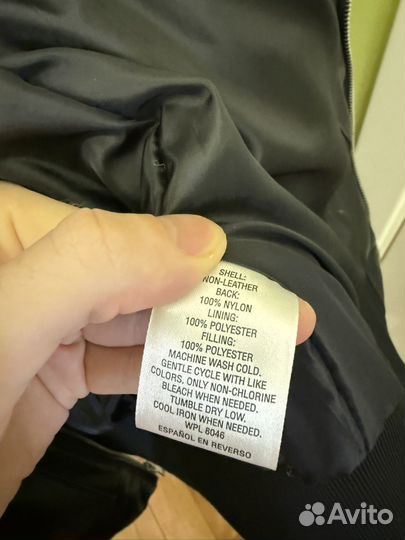 SHELL:
NON-LEATHER
BACK:
100% NYLON
LINING:
100% POLYESTER
FILLING:
100% POLYESTER
MACHINE WASH COLD.
GENTLE CYCLE WITH LIKE
COLORS. ONLY NON-CHLORINE
BLEACH WHEN NEEDED.
TUMBLE DRY LOW.
COOL IRON WHEN NEEDED.
WPL 8046
ESPAÑOL EN REVERSO
Avito